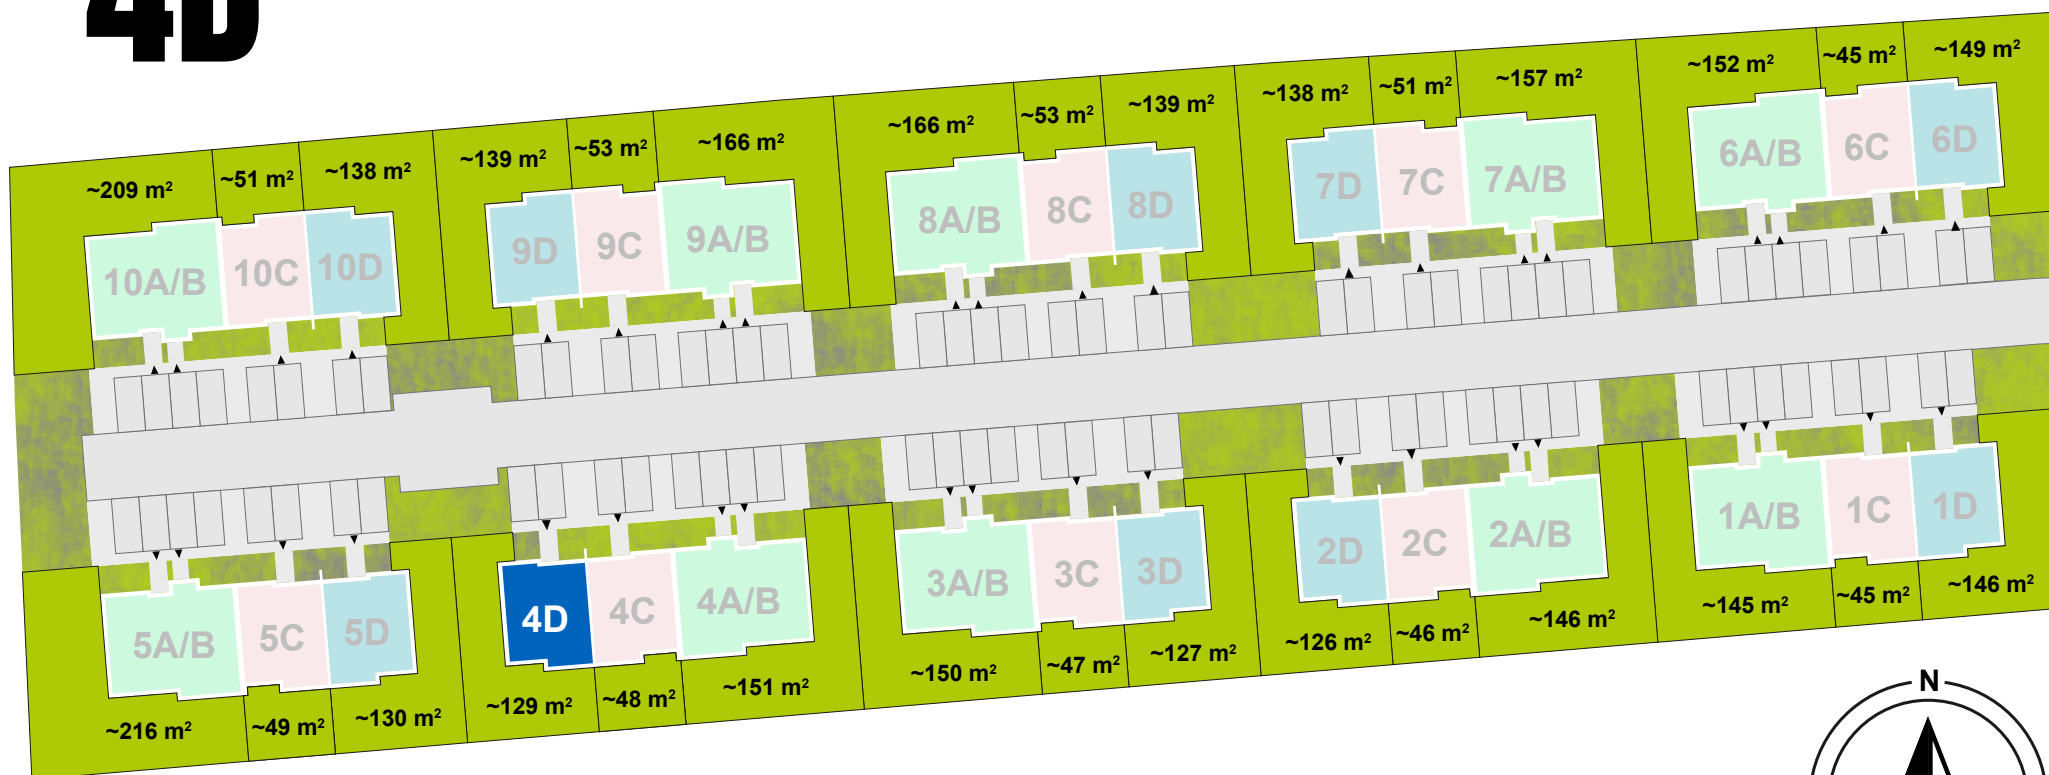 4D
~209 m² ~51 m² ~138 m² ~139 m² ~53 m² ~166 m² ~166 m² ~53 m² ~139 m² ~138 m² ~51 m² ~157 m² ~152 m² ~45 m² ~149 m²
10A/B 10C 10D 9D 9C 9A/B 8A/B 8C 8D 7D 7C 7A/B 6A/B 6C 6D
5A/B 5C 5D 4D 4C 4A/B 3A/B 3C 3D 2D 2C 2A/B 1A/B 1C 1D
~216 m² ~49 m² ~130 m² ~129 m² ~48 m² ~151 m² ~150 m² ~47 m² ~127 m² ~126 m² ~46 m² ~146 m² ~145 m² ~45 m² ~146 m²
N